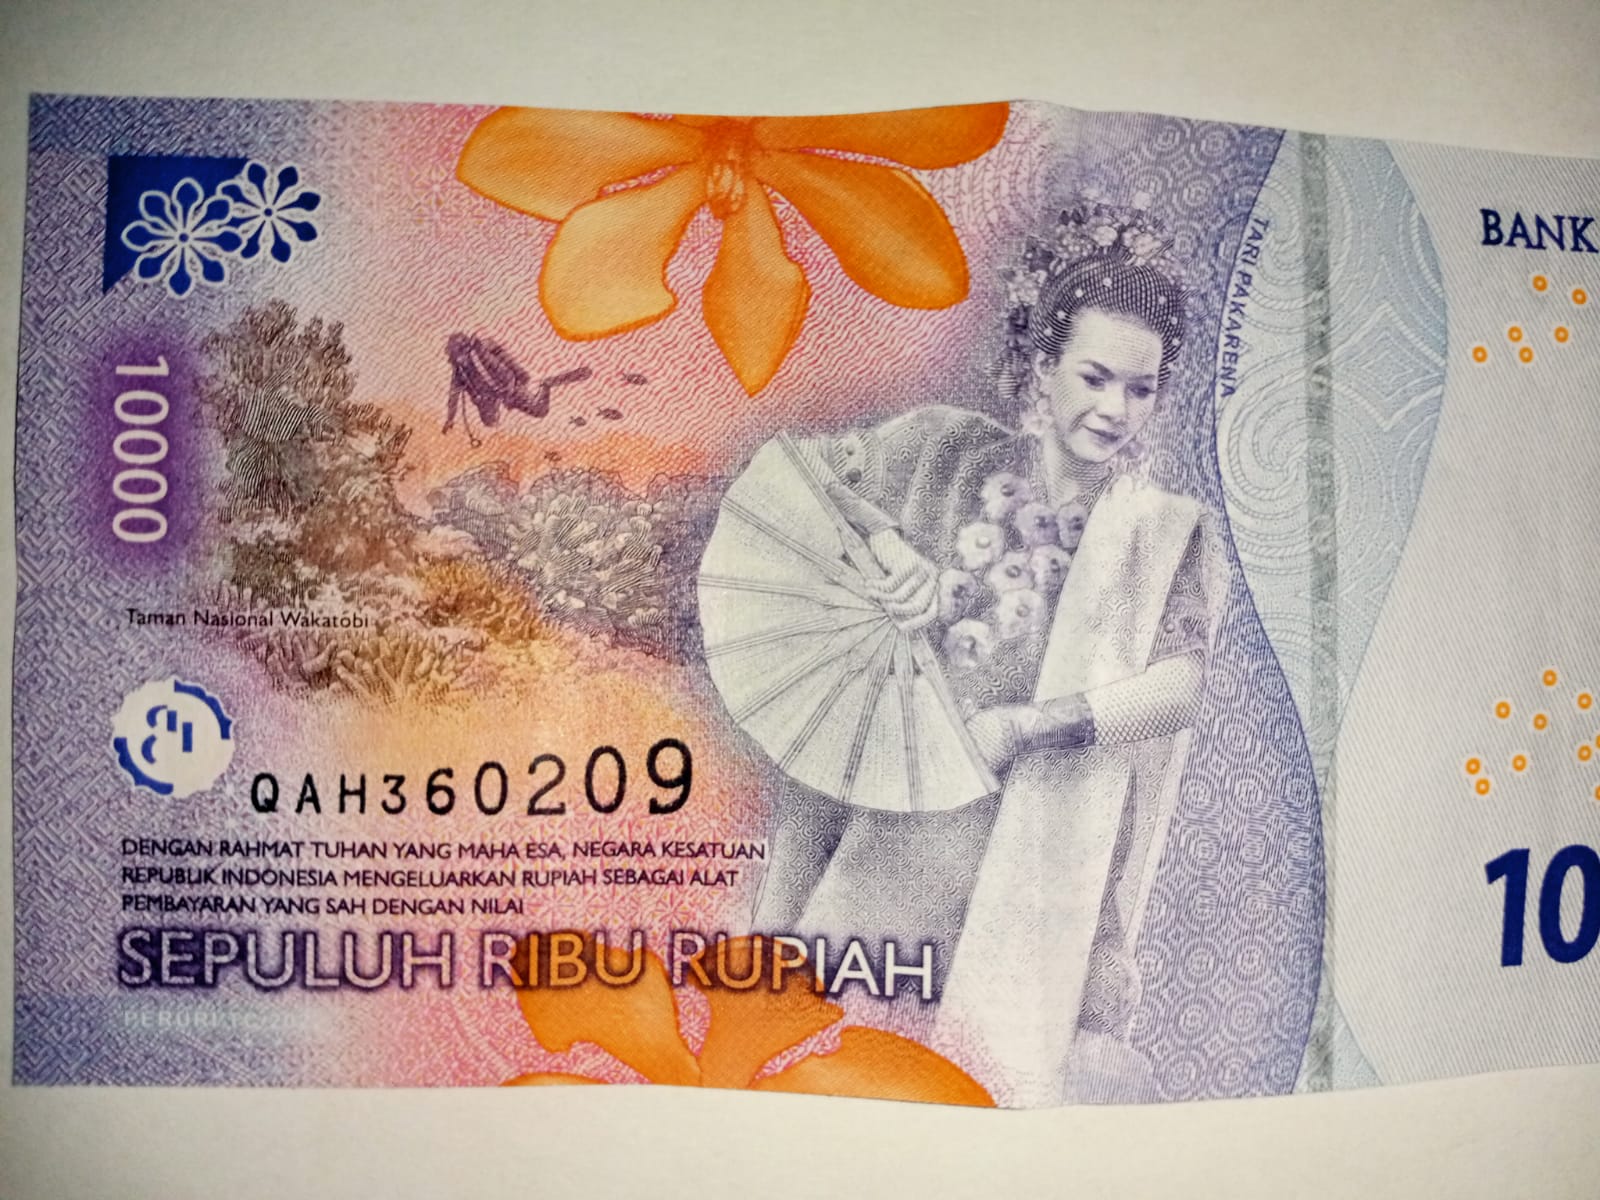 10000
TARI PAKARENA
BANK
Taman Nasional Wakatobi
QAH360209
DENGAN RAHMAT TUHAN YANG MAHA ESA, NEGARA KESATUAN
REPUBLIK INDONESIA MENGELUARKAN RUPIAH SEBAGAI ALAT
PEMBAYARAN YANG SAH DENGAN NILAI
SEPULUH RIBU RUPIAH
10